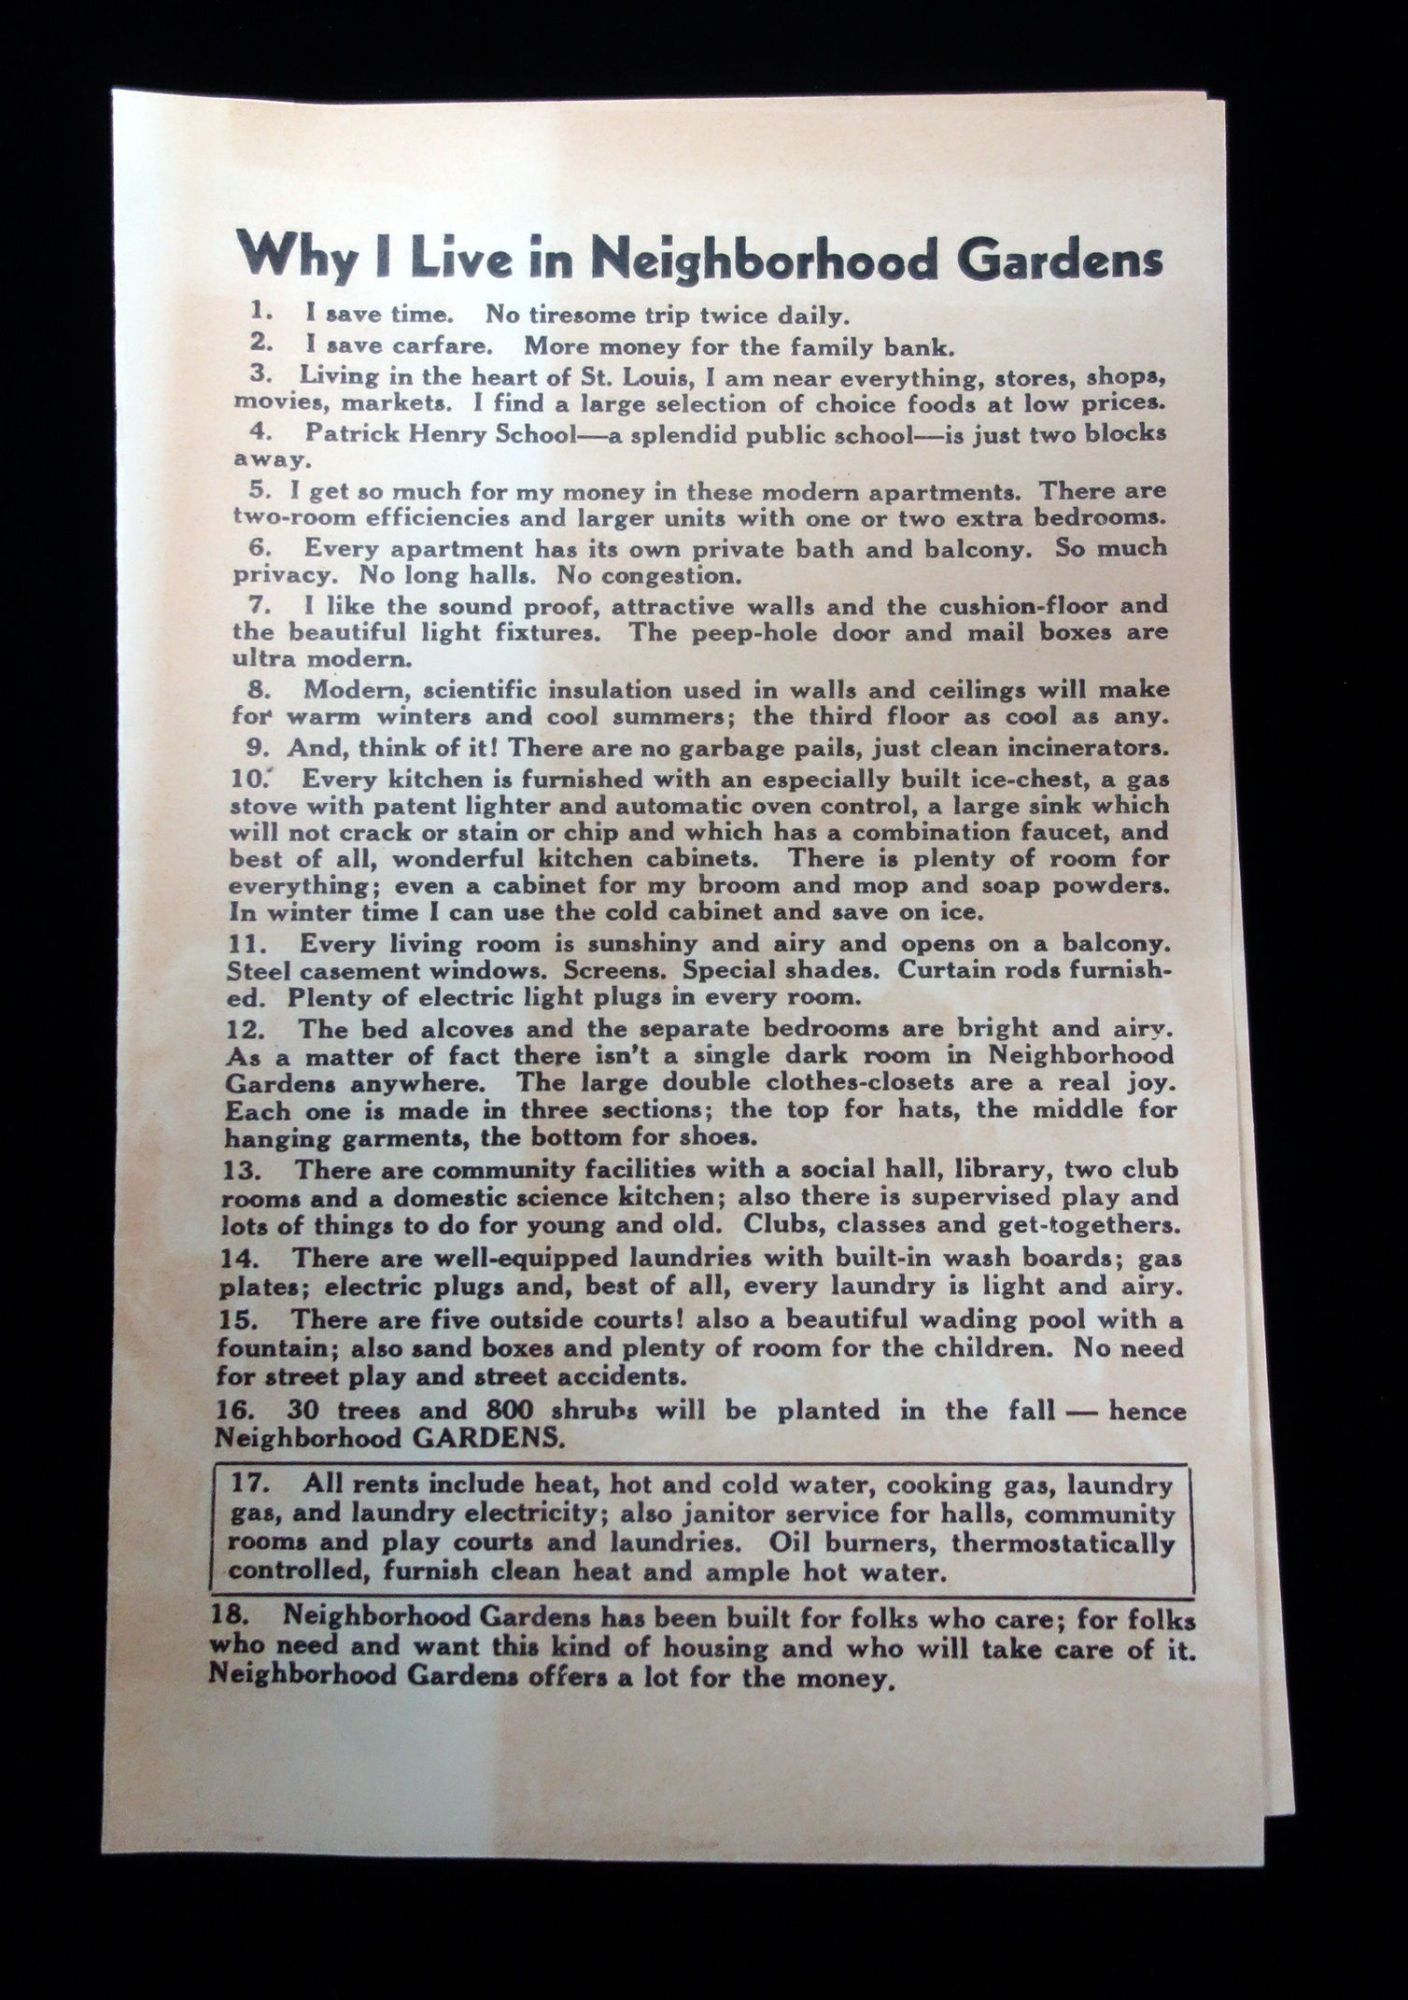 Why I Live in Neighborhood Gardens
1. I save time. No tiresome trip twice daily.
2. I save carfare. More money for the family bank.
3. Living in the heart of St. Louis, I am near everything, stores, shops,
movies, markets. I find a large selection of choice foods at low prices.
4. Patrick Henry School—a splendid public school—is just two blocks
away.
5. I get so much for my money in these modern apartments. There are
two-room efficiencies and larger units with one or two extra bedrooms.
6. Every apartment has its own private bath and balcony. So much
privacy. No long halls. No congestion.
7. I like the sound proof, attractive walls and the cushion-floor and
the beautiful light fixtures. The peep-hole door and mail boxes are
ultra modern.
8. Modern, scientific insulation used in walls and ceilings will make
for warm winters and cool summers; the third floor as cool as any.
9. And, think of it! There are no garbage pails, just clean incinerators.
10. Every kitchen is furnished with an especially built ice-chest, a gas
stove with patent lighter and automatic oven control, a large sink which
will not crack or stain or chip and which has a combination faucet, and
best of all, wonderful kitchen cabinets. There is plenty of room for
everything; even a cabinet for my broom and mop and soap powders.
In winter time I can use the cold cabinet and save on ice.
11. Every living room is sunshiny and airy and opens on a balcony.
Steel casement windows. Screens. Special shades. Curtain rods furnish-
ed. Plenty of electric light plugs in every room.
12. The bed alcoves and the separate bedrooms are bright and airy.
As a matter of fact there isn't a single dark room in Neighborhood
Gardens anywhere. The large double clothes-closets are a real joy.
Each one is made in three sections; the top for hats, the middle for
hanging garments, the bottom for shoes.
13. There are community facilities with a social hall, library, two club
rooms and a domestic science kitchen; also there is supervised play and
lots of things to do for young and old. Clubs, classes and get-togethers.
14. There are well-equipped laundries with built-in wash boards; gas
plates; electric plugs and, best of all, every laundry is light and airy.
15. There are five outside courts! also a beautiful wading pool with a
fountain; also sand boxes and plenty of room for the children. No need
for street play and street accidents.
16. 30 trees and 800 shrubs will be planted in the fall — hence
Neighborhood GARDENS.
17. All rents include heat, hot and cold water, cooking gas, laundry
gas, and laundry electricity; also janitor service for halls, community
rooms and play courts and laundries. Oil burners, thermostatically
controlled, furnish clean heat and ample hot water.
18. Neighborhood Gardens has been built for folks who care; for folks
who need and want this kind of housing and who will take care of it.
Neighborhood Gardens offers a lot for the money.